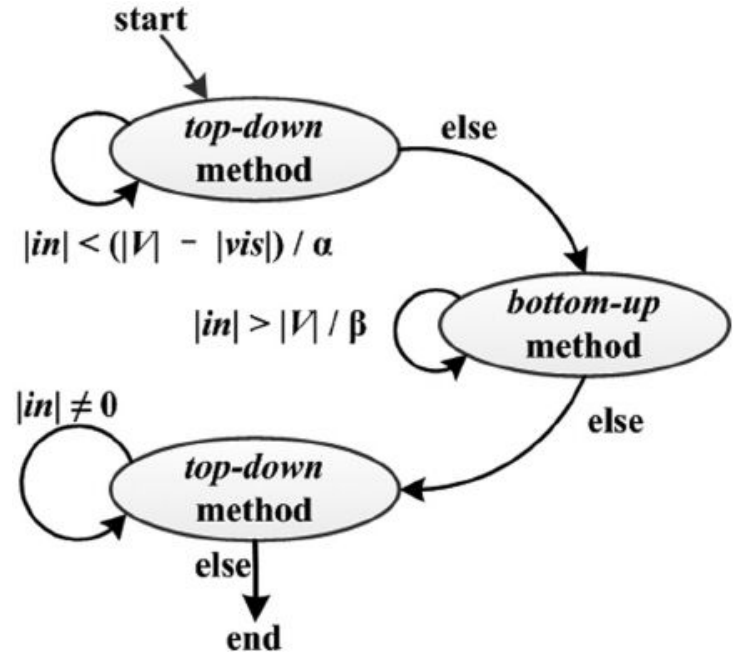 start
top-down
method
else
|in| < (|V| − |vis|) / α
bottom-up
method
|in| > |V| / β
else
|in| ≠ 0
top-down
method
else
end